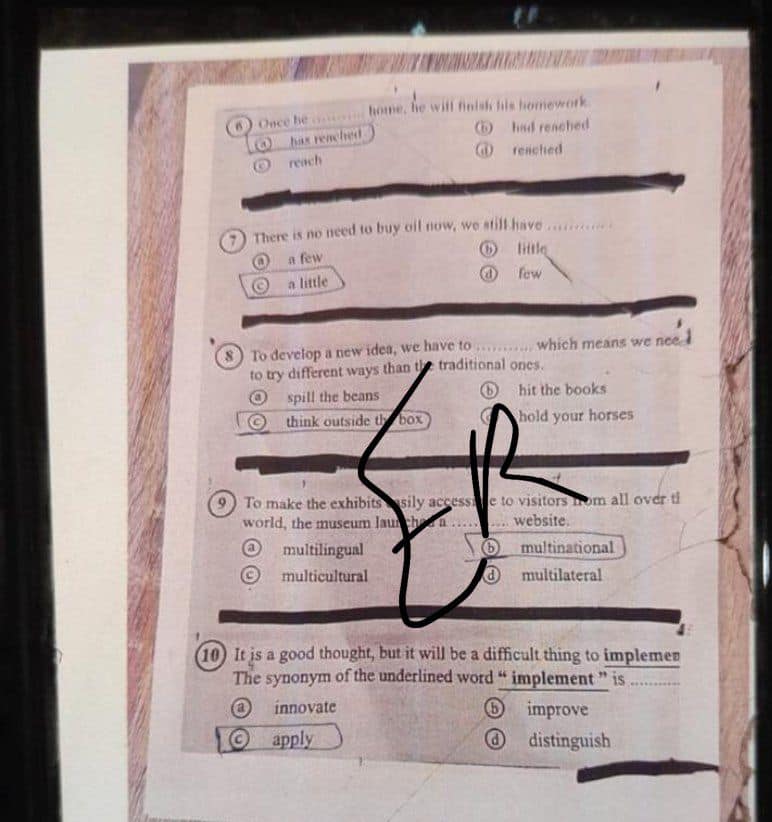 6 Once he .......... home, he will finish his homework.
a has reached b had reached
c reach d reached
7 There is no need to buy oil now, we still have ............
a a few b little
c a little d few
8 To develop a new idea, we have to ........... which means we need
to try different ways than the traditional ones.
a spill the beans b hit the books
c think outside the box d hold your horses
9 To make the exhibits easily accessible to visitors from all over th
world, the museum launched a ........... website.
a multilingual b multinational
c multicultural d multilateral
10 It is a good thought, but it will be a difficult thing to implemen
The synonym of the underlined word “ implement ” is ...........
a innovate b improve
c apply d distinguish